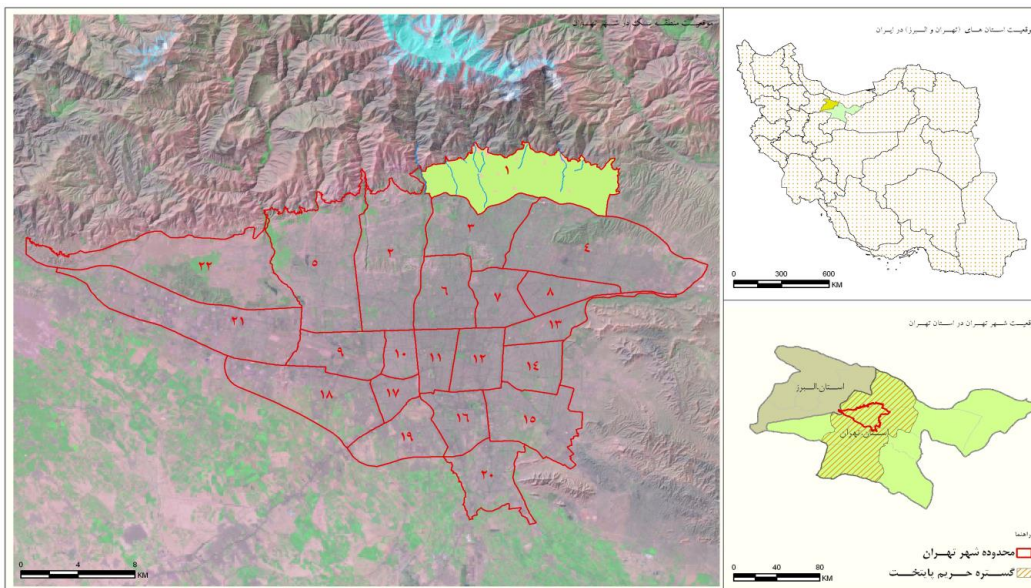 موقعیت منطقه یک در شهر تهران
۱
۲
۳
۴
۵
۶
۷
۸
۹
۱۰
۱۱
۱۲
۱۳
۱۴
۱۵
۱۶
۱۷
۱۸
۱۹
۲۰
۲۱
۲۲
0 4 8
KM
وقعیت استان های (تهران و البرز) در ایران
0 300 600
KM
قعیت شهر تهران در استان تهران
استان البرز
استان تهران
راهنما
محدوده شهر تهران
گستره حریم پایتخت
0 40 80
KM